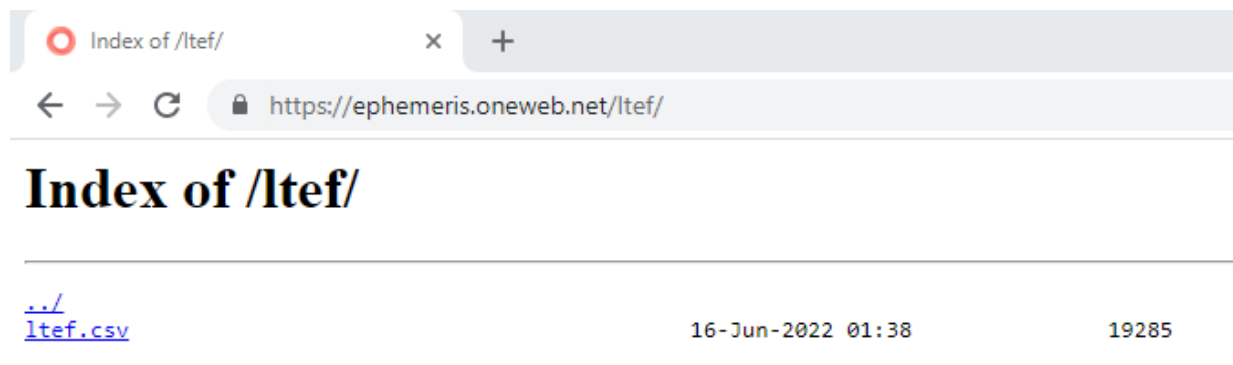 Index of /ltef/
https://ephemeris.oneweb.net/ltef/
Index of /ltef/
../
ltef.csv 16-Jun-2022 01:38 19285